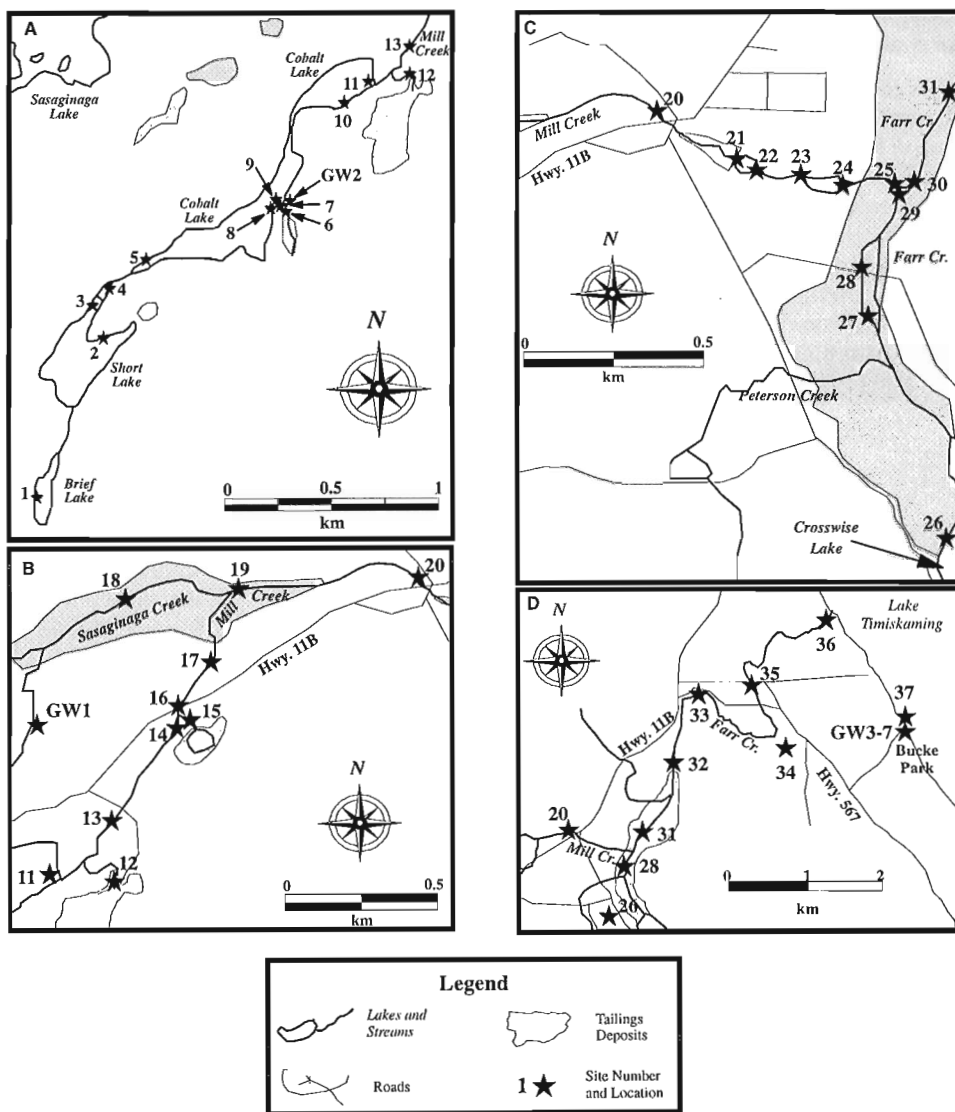 A
Sasaginaga
Lake
Cobalt
Lake
Mill
Creek
13
12
11
10
9
GW2
7
6
8
Cobalt
Lake
5
4
3
2
Short
Lake
N
1
Brief
Lake
0
0.5
1
km
B
18
19
20
Sasaginaga Creek
Mill
Creek
Hwy. 11B
17
GW1
16
15
14
N
13
12
11
0
0.5
km
C
20
Mill Creek
Hwy. 11B
21
22
23
24
25
31
Farr Cr.
30
29
Farr Cr.
28
27
N
0
0.5
km
Peterson Creek
Crosswise
Lake
26
D
N
Lake
Timiskaming
36
35
37
33
Hwy. 11B
Farr Cr.
GW3-7
Bucke
Park
34
32
Hwy. 567
20
31
Mill Cr.
28
26
0
1
2
km
Legend
Lakes and
Streams
Tailings
Deposits
Roads
1
Site Number
and Location